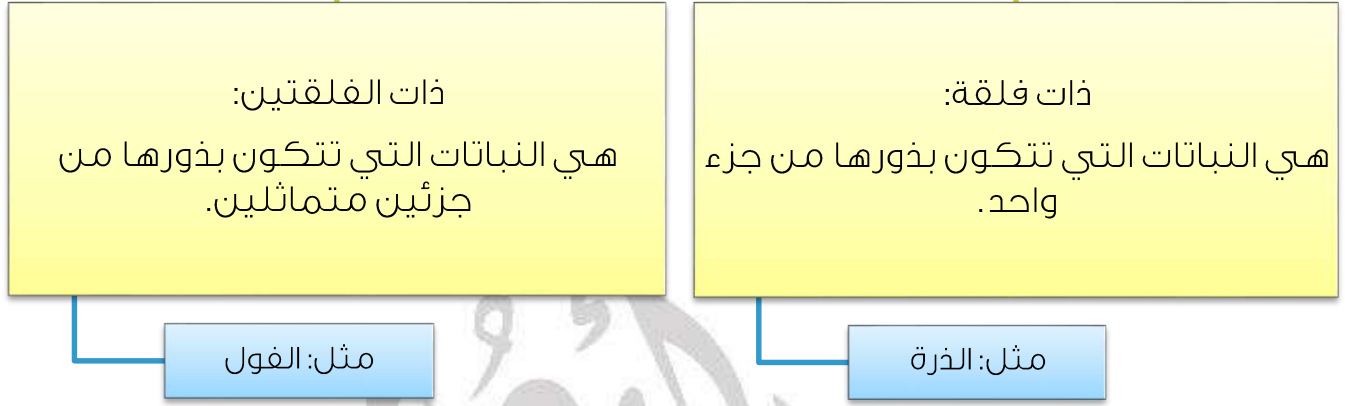 ذات فلقة:
هي النباتات التي تتكون بذورها من جزء
واحد.
مثل: الذرة
ذات الفلقتين:
هي النباتات التي تتكون بذورها من
جزئين متماثلين.
مثل: الفول